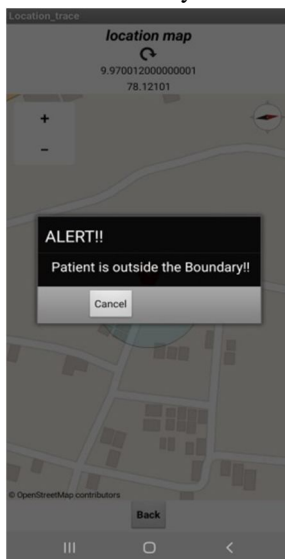 Location_trace
location map
9.970012000000001
78.12101
+
−
ALERT!!
Patient is outside the Boundary!!
Cancel
© OpenStreetMap contributors
Back